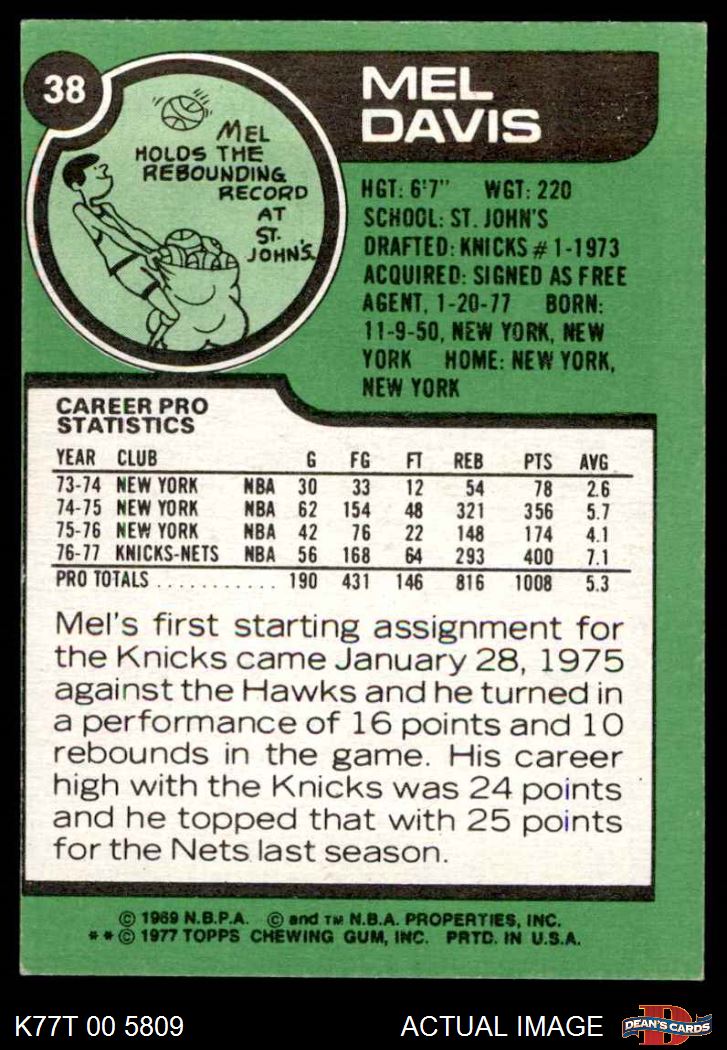 38
MEL
DAVIS
MEL
HOLDS THE
REBOUNDING
RECORD
AT
ST.
JOHN'S.
HGT: 6'7" WGT: 220
SCHOOL: ST. JOHN'S
DRAFTED: KNICKS #1-1973
ACQUIRED: SIGNED AS FREE
AGENT, 1-20-77 BORN:
11-9-50, NEW YORK, NEW
YORK HOME: NEW YORK,
NEW YORK
CAREER PRO
STATISTICS
YEAR CLUB G FG FT REB PTS AVG
73-74 NEW YORK NBA 30 33 12 54 78 2.6
74-75 NEW YORK NBA 62 154 48 321 356 5.7
75-76 NEW YORK NBA 42 76 22 148 174 4.1
76-77 KNICKS-NETS NBA 56 168 64 293 400 7.1
PRO TOTALS ............ 190 431 146 816 1008 5.3
Mel's first starting assignment for
the Knicks came January 28, 1975
against the Hawks and he turned in
a performance of 16 points and 10
rebounds in the game. His career
high with the Knicks was 24 points
and he topped that with 25 points
for the Nets last season.
© 1969 N.B.P.A. © and TM N.B.A. PROPERTIES, INC.
**© 1977 TOPPS CHEWING GUM, INC. PRTD. IN U.S.A.
K77T 00 5809 ACTUAL IMAGE
D
DEAN'S CARDS